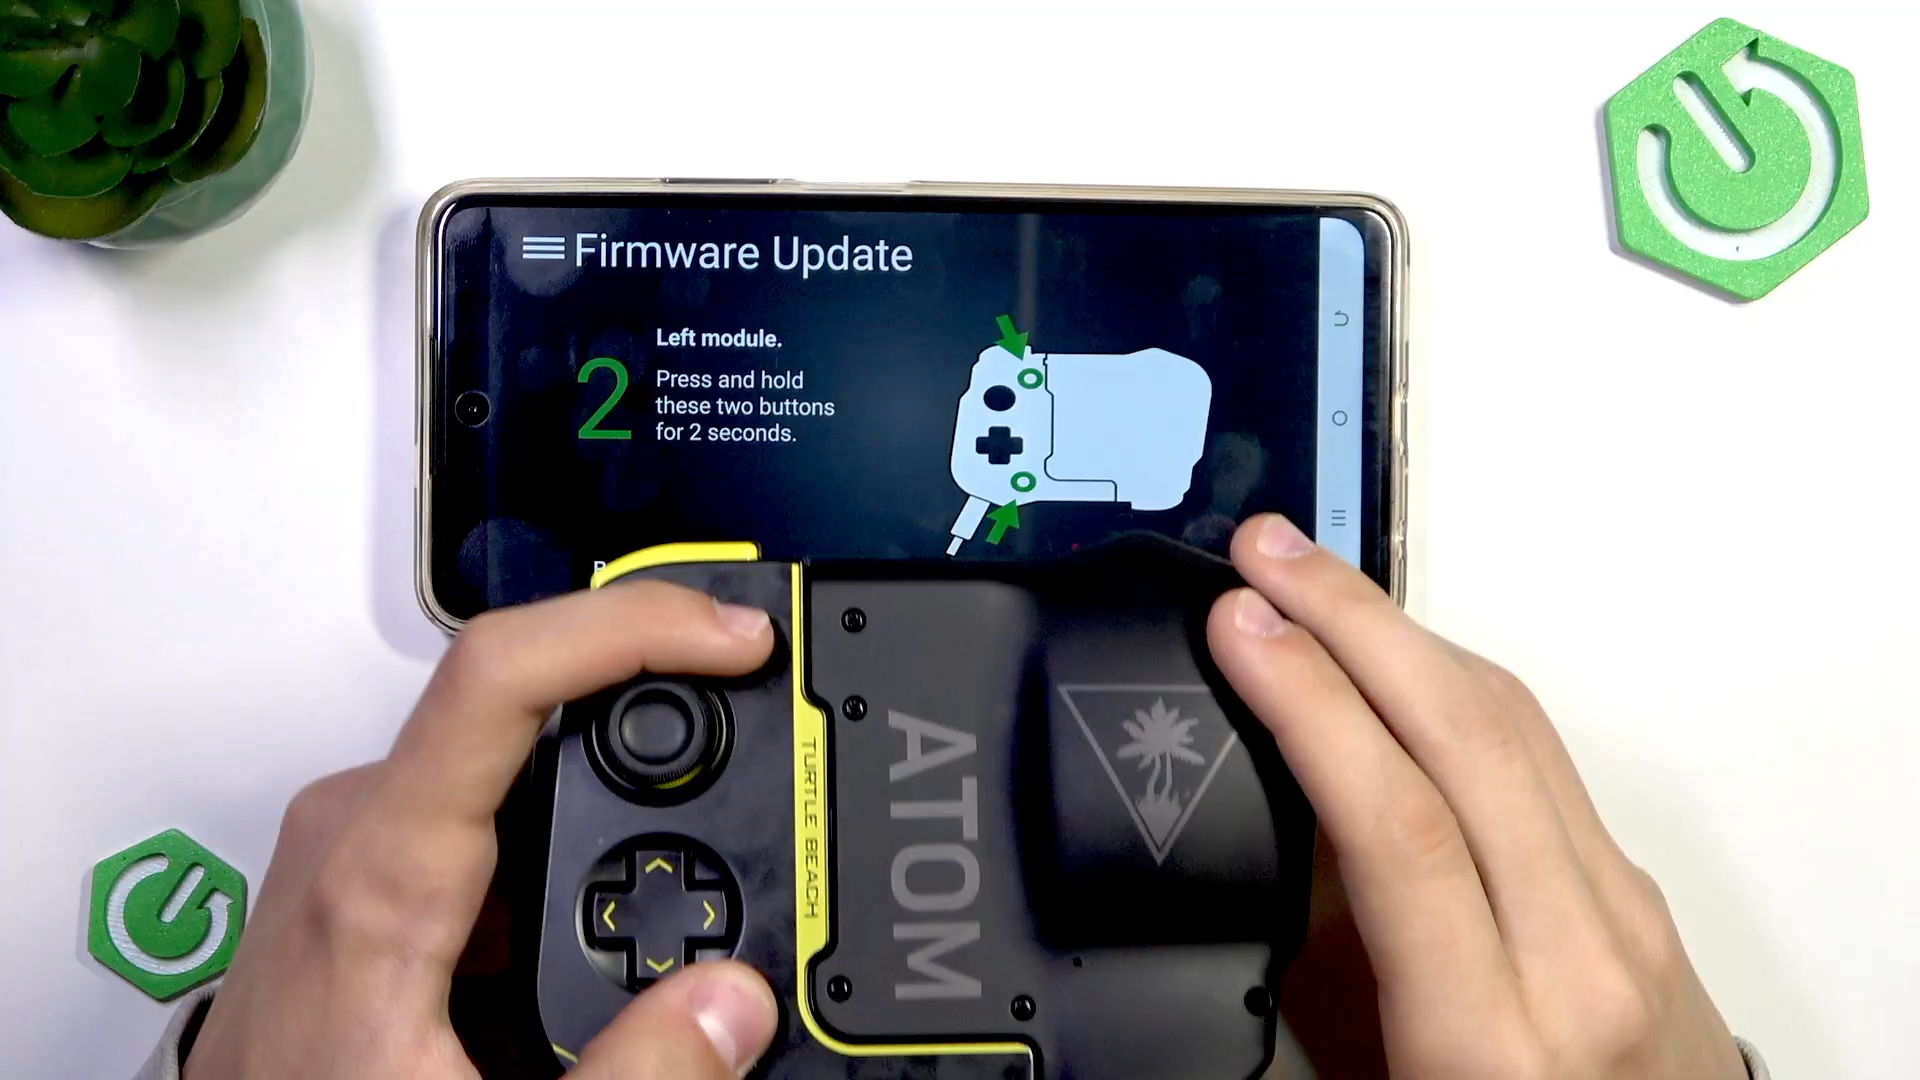 Firmware Update
2
Left module.
Press and hold
these two buttons
for 2 seconds.
TURTLE BEACH
ATOM